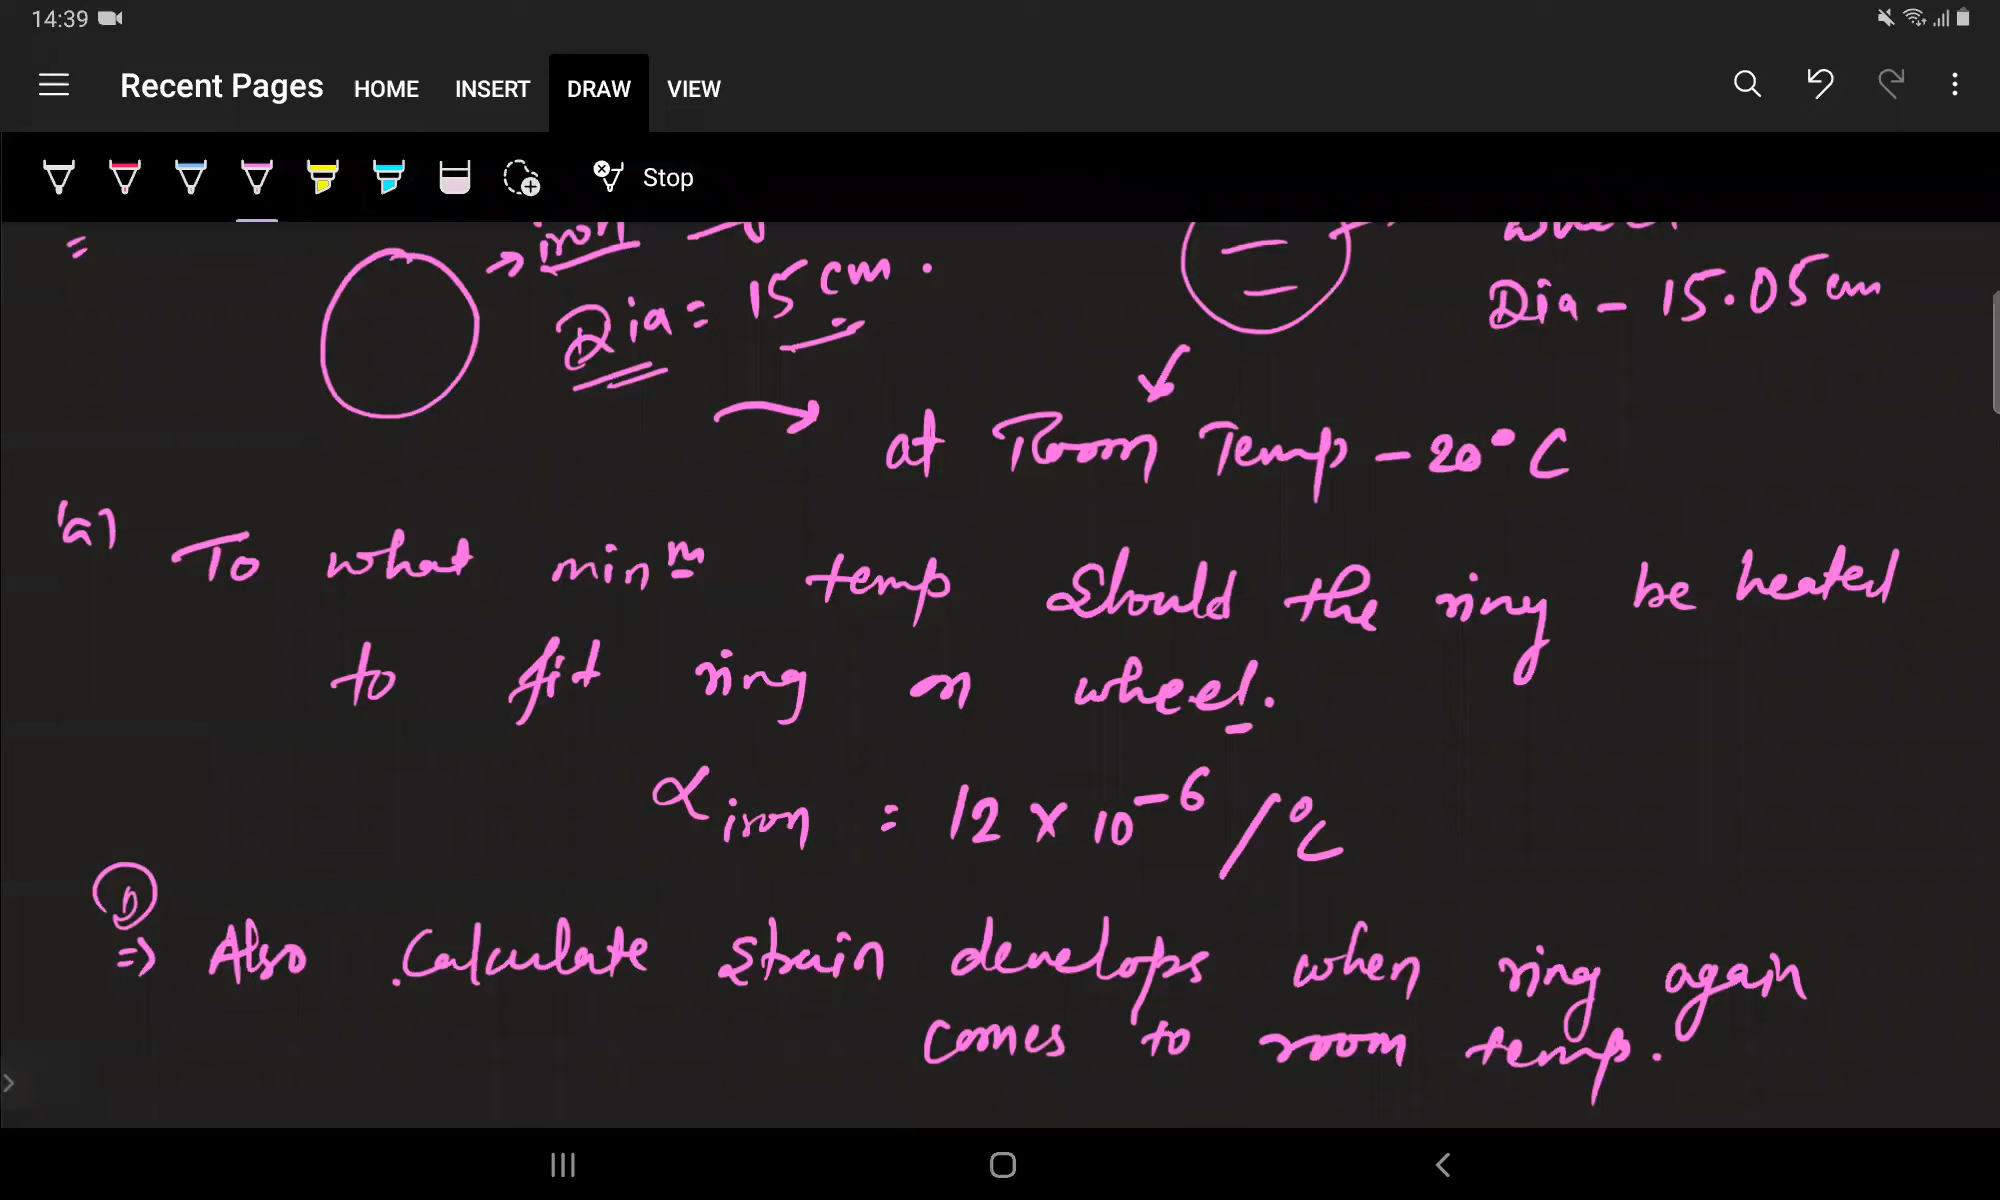 14:39
Recent Pages HOME INSERT DRAW VIEW
Stop
= → iron
Dia = 15 cm.
Dia - 15.05 cm
→ at Room Temp - 20°C
(a) To what minm temp should the ring be heated
to fit ring on wheel.
α iron = 12 × 10-6 /°C
⇒ Also Calculate strain develops when ring again
comes to room temp.